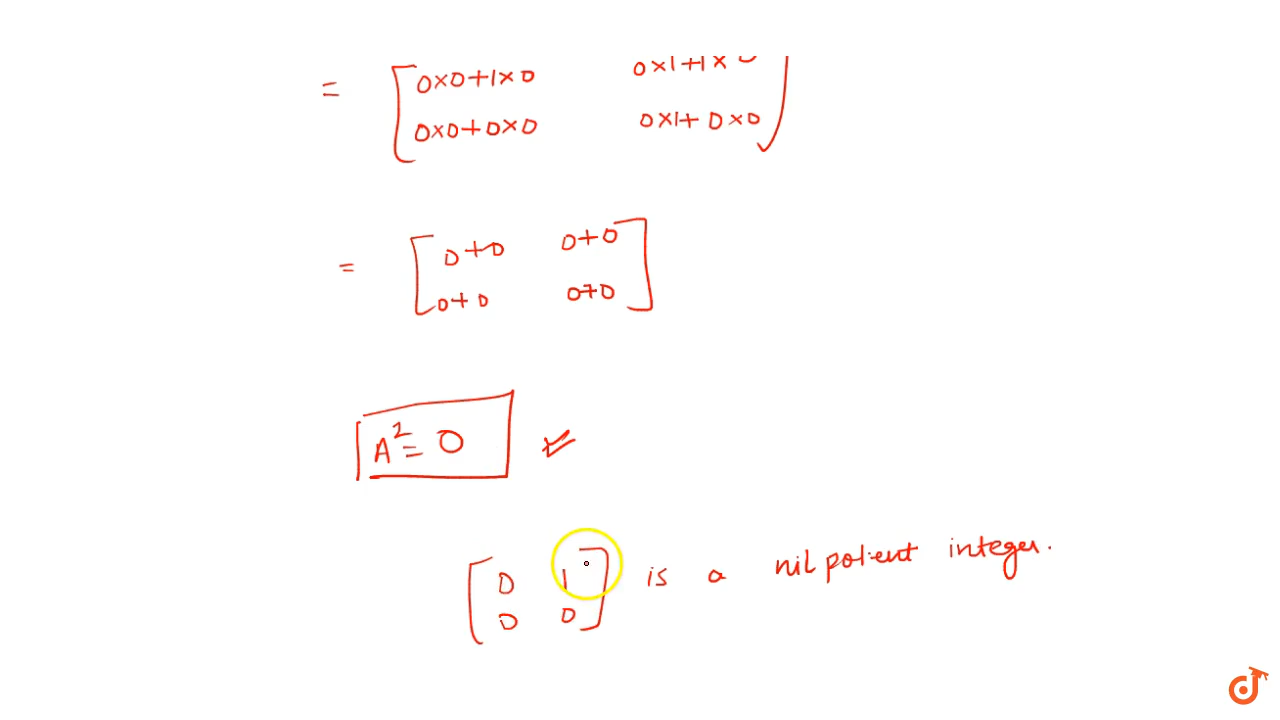 = [ 0×0+1×0 0×1+1×0
0×0+0×0 0×1+0×0 ]
= [ 0+0 0+0
0+0 0+0 ]
A² = 0
[ 0 1
0 0 ] is a nilpotent integer.